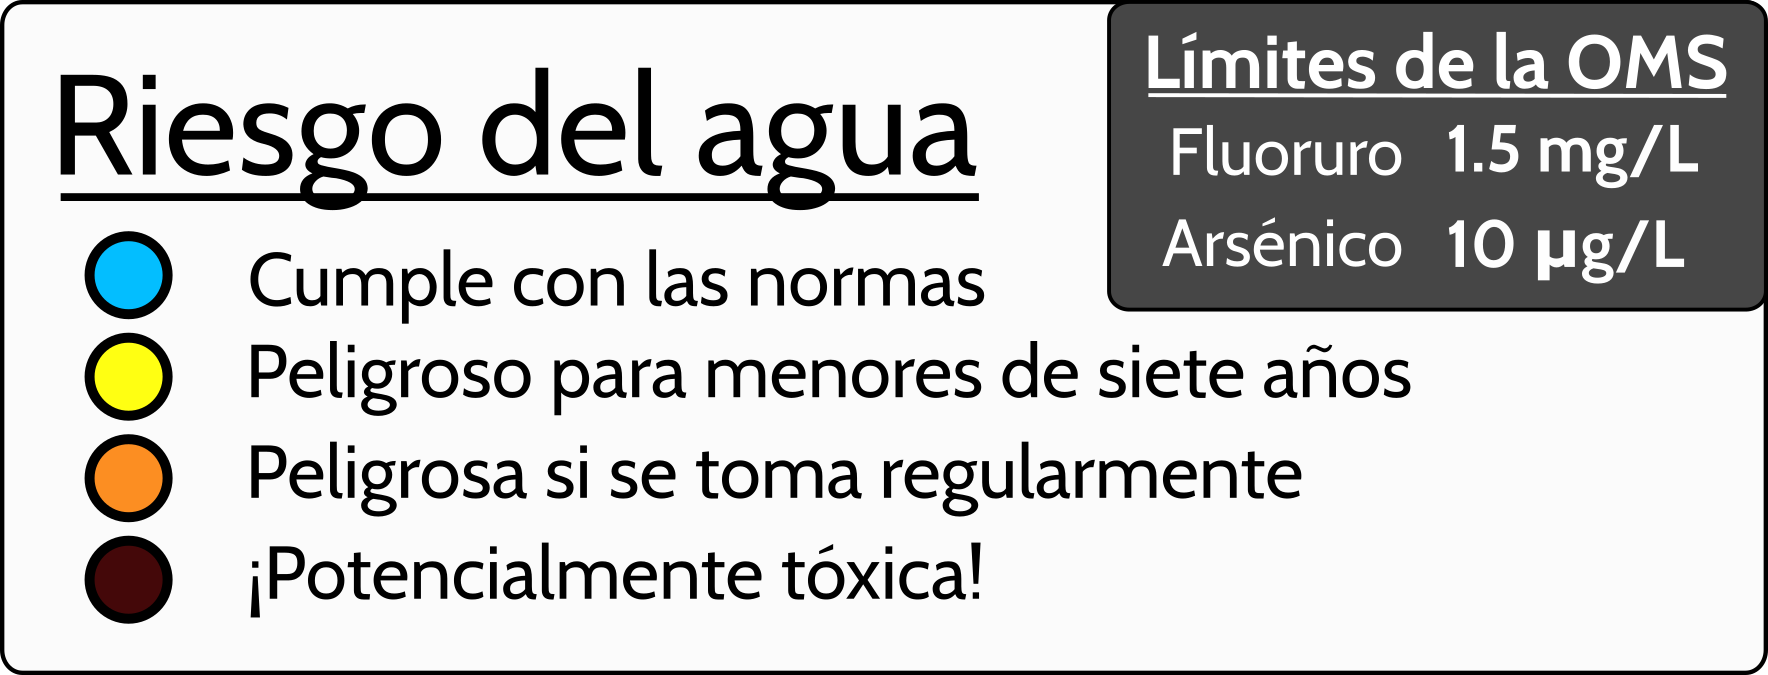 Riesgo del agua
Cumple con las normas
Peligroso para menores de siete años
Peligrosa si se toma regularmente
¡Potencialmente tóxica!
Límites de la OMS
Fluoruro 1.5 mg/L
Arsénico 10 µg/L